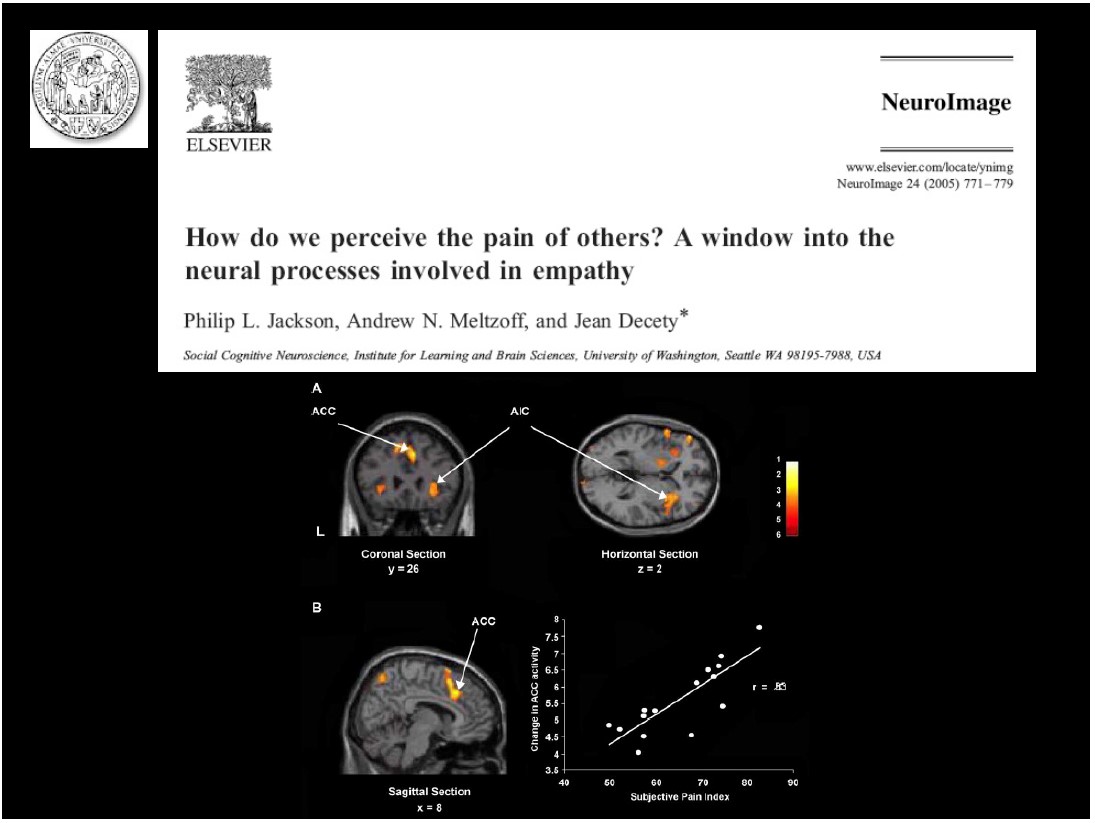 ELSEVIER
NeuroImage
www.elsevier.com/locate/ynimg
NeuroImage 24 (2005) 771–779
How do we perceive the pain of others? A window into the
neural processes involved in empathy
Philip L. Jackson, Andrew N. Meltzoff, and Jean Decety*
Social Cognitive Neuroscience, Institute for Learning and Brain Sciences, University of Washington, Seattle WA 98195-7988, USA
A
ACC
AIC
L
Coronal Section
y = 26
Horizontal Section
z = 2
1
2
3
4
5
6
B
ACC
Sagittal Section
x = 8
Change in ACC activity
8
7.5
7
6.5
6
5.5
5
4.5
4
3.5
40 50 60 70 80 90
Subjective Pain Index
r =